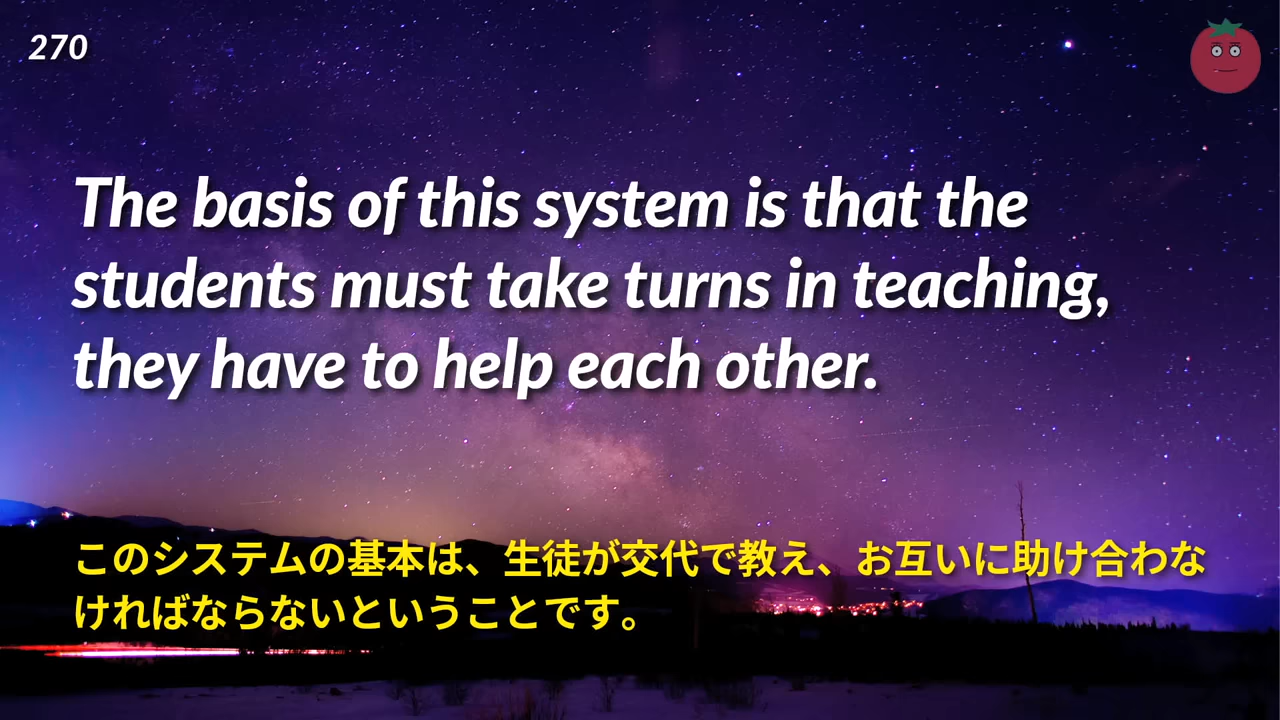 270
The basis of this system is that the
students must take turns in teaching,
they have to help each other.
このシステムの基本は、生徒が交代で教え、お互いに助け合わな
ければならないということです。